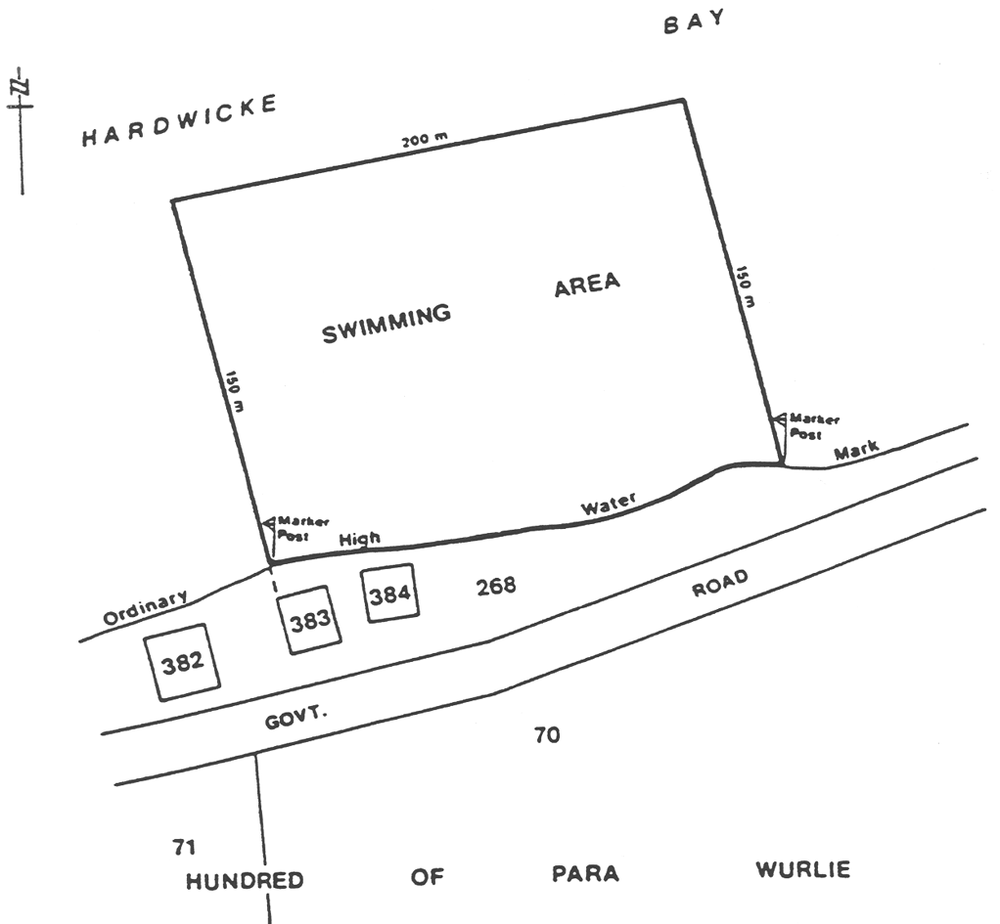 BAY
N
HARDWICKE
200 m
150 m
SWIMMING AREA
150 m
Marker
Post
Mark
Marker
Post
Ordinary High Water
382
383
384
268
GOVT. ROAD
70
71
HUNDRED OF PARA WURLIE